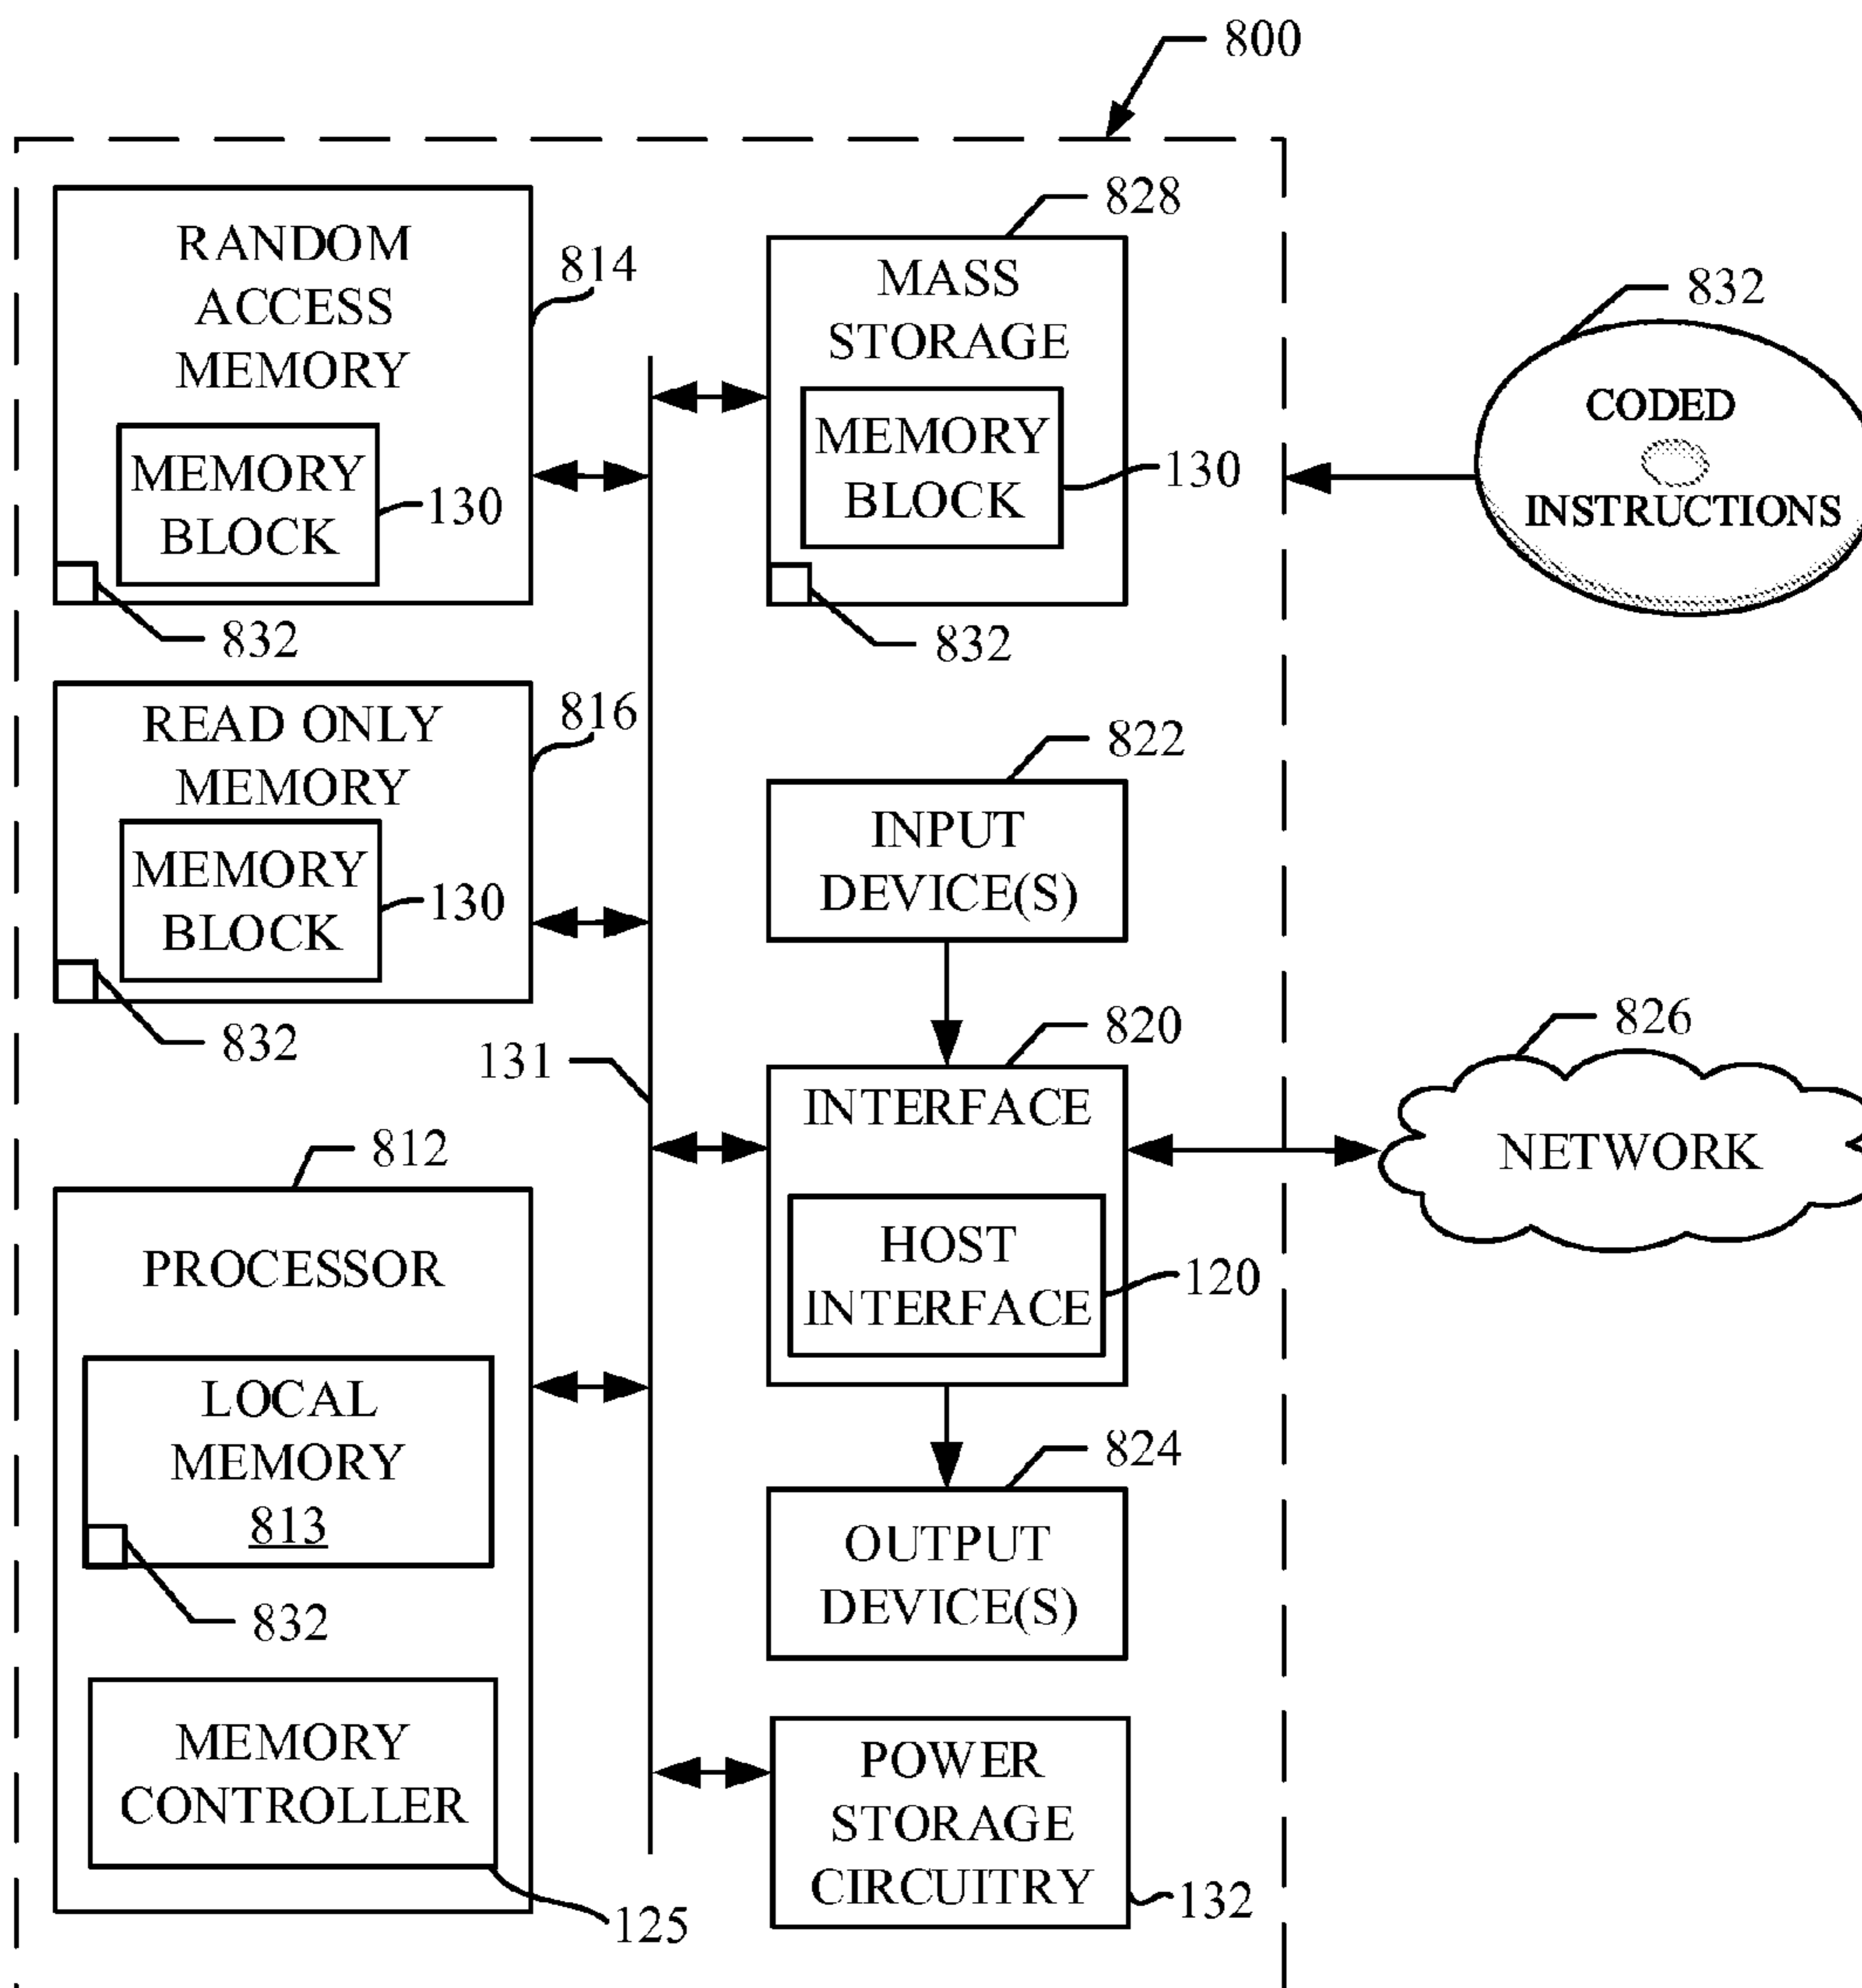 800
RANDOM
ACCESS
MEMORY
814
MEMORY
BLOCK
130
832
828
MASS
STORAGE
MEMORY
BLOCK
130
832
832
CODED
INSTRUCTIONS
READ ONLY
MEMORY
816
MEMORY
BLOCK
130
832
822
INPUT
DEVICE(S)
131
820
INTERFACE
HOST
INTERFACE
120
826
NETWORK
812
PROCESSOR
LOCAL
MEMORY
813
832
MEMORY
CONTROLLER
125
824
OUTPUT
DEVICE(S)
POWER
STORAGE
CIRCUITRY
132